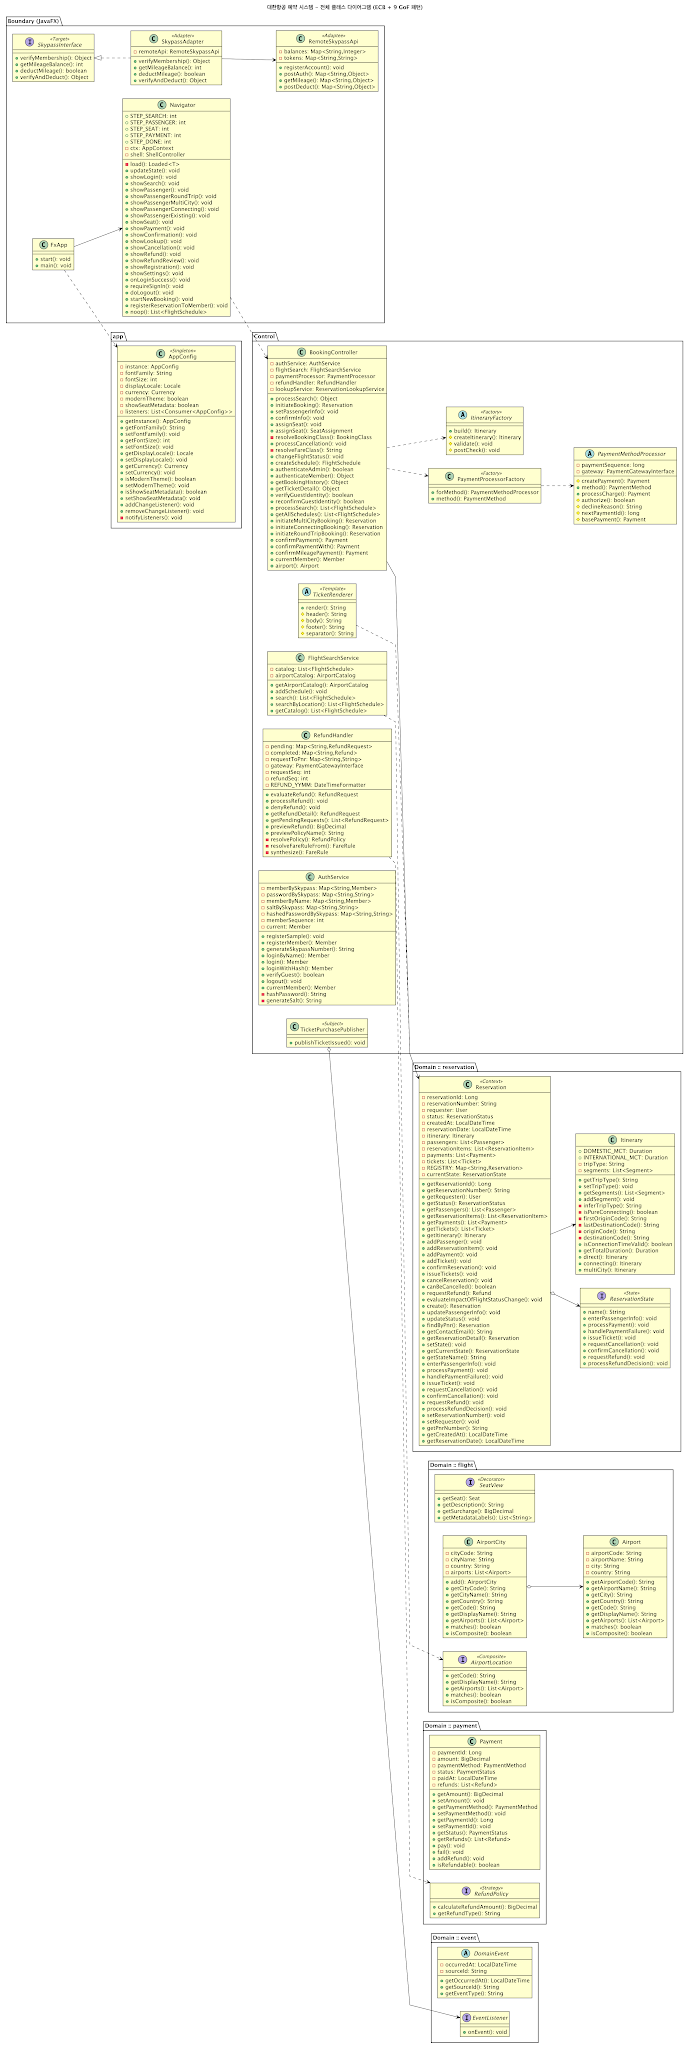 대한항공 예약 시스템 – 전체 클래스 다이어그램 (ECB + 9 GoF 패턴)
Boundary (JavaFX)
«Target»
I SkypassInterface
verifyMembership(): Object
getMileageBalance(): int
deductMileage(): boolean
verifyAndDeduct(): Object
«Adapter»
C SkypassAdapter
remoteApi: RemoteSkypassApi
verifyMembership(): Object
getMileageBalance(): int
deductMileage(): boolean
verifyAndDeduct(): Object
«Adaptee»
C RemoteSkypassApi
balances: Map<String,Integer>
tokens: Map<String,String>
registerAccount(): void
postAuth(): Map<String,Object>
getMileage(): Map<String,Object>
postDeduct(): Map<String,Object>
C Navigator
STEP_SEARCH: int
STEP_PASSENGER: int
STEP_SEAT: int
STEP_PAYMENT: int
STEP_DONE: int
ctx: AppContext
shell: ShellController
load(): Loaded<T>
updateState(): void
showLogin(): void
showSearch(): void
showPassenger(): void
showPassengerRoundTrip(): void
showPassengerMultiCity(): void
showPassengerConnecting(): void
showPassengerExisting(): void
showSeat(): void
showPayment(): void
showConfirmation(): void
showLookup(): void
showCancellation(): void
showRefund(): void
showRefundReview(): void
showRegistration(): void
showSettings(): void
onLoginSuccess(): void
requireSignIn(): void
doLogout(): void
startNewBooking(): void
registerReservationToMember(): void
noop(): List<FlightSchedule>
C FxApp
start(): void
main(): void
app
«Singleton»
C AppConfig
instance: AppConfig
fontFamily: String
fontSize: int
displayLocale: Locale
currency: Currency
modernTheme: boolean
showSeatMetadata: boolean
listeners: List<Consumer<AppConfig>>
getInstance(): AppConfig
getFontFamily(): String
setFontFamily(): void
getFontSize(): int
setFontSize(): void
getDisplayLocale(): Locale
setDisplayLocale(): void
getCurrency(): Currency
setCurrency(): void
isModernTheme(): boolean
setModernTheme(): void
isShowSeatMetadata(): boolean
setShowSeatMetadata(): void
addChangeListener(): void
removeChangeListener(): void
notifyListeners(): void
Control
C BookingController
authService: AuthService
flightSearch: FlightSearchService
paymentProcessor: PaymentProcessor
refundHandler: RefundHandler
lookupService: ReservationLookupService
processSearch(): Object
initiateBooking(): Reservation
setPassengerInfo(): void
confirmInfo(): void
assignSeat(): void
assignSeat(): SeatAssignment
resolveBookingClass(): BookingClass
processCancellation(): void
resolveFareClass(): String
changeFlightStatus(): void
createSchedule(): FlightSchedule
authenticateAdmin(): boolean
authenticateMember(): Object
getBookingHistory(): Object
getTicketDetail(): Object
verifyGuestIdentity(): boolean
reconfirmGuestIdentity(): boolean
processSearch(): List<FlightSchedule>
getAllSchedules(): List<FlightSchedule>
initiateMultiCityBooking(): Reservation
initiateConnectingBooking(): Reservation
initiateRoundTripBooking(): Reservation
confirmPayment(): Payment
confirmPaymentWith(): Payment
confirmMileagePayment(): Payment
currentMember(): Member
airport(): Airport
«Factory»
A ItineraryFactory
build(): Itinerary
createItinerary(): Itinerary
validate(): void
postCheck(): void
«Factory»
C PaymentProcessorFactory
forMethod(): PaymentMethodProcessor
method(): PaymentMethod
A PaymentMethodProcessor
paymentSequence: long
gateway: PaymentGatewayInterface
createPayment(): Payment
method(): PaymentMethod
processCharge(): Payment
authorize(): boolean
declineReason(): String
nextPaymentId(): long
basePayment(): Payment
«Template»
A TicketRenderer
render(): String
header(): String
body(): String
footer(): String
separator(): String
C FlightSearchService
catalog: List<FlightSchedule>
airportCatalog: AirportCatalog
getAirportCatalog(): AirportCatalog
addSchedule(): void
search(): List<FlightSchedule>
searchByLocation(): List<FlightSchedule>
getCatalog(): List<FlightSchedule>
C RefundHandler
pending: Map<String,RefundRequest>
completed: Map<String,Refund>
requestToPnr: Map<String,String>
gateway: PaymentGatewayInterface
requestSeq: int
refundSeq: int
REFUND_YYMM: DateTimeFormatter
evaluateRefund(): RefundRequest
processRefund(): void
denyRefund(): void
getRefundDetail(): RefundRequest
getPendingRequests(): List<RefundRequest>
previewRefund(): BigDecimal
previewPolicyName(): String
resolvePolicy(): RefundPolicy
resolveFareRuleFrom(): FareRule
synthesize(): FareRule
C AuthService
memberBySkypass: Map<String,Member>
passwordBySkypass: Map<String,String>
memberByName: Map<String,Member>
saltBySkypass: Map<String,String>
hashedPasswordBySkypass: Map<String,String>
memberSequence: int
current: Member
registerSample(): void
registerMember(): Member
generateSkypassNumber(): String
loginByName(): Member
login(): Member
loginWithHash(): Member
verifyGuest(): boolean
logout(): void
currentMember(): Member
hashPassword(): String
generateSalt(): String
«Subject»
C TicketPurchasePublisher
publishTicketIssued(): void
Domain :: reservation
«Context»
C Reservation
reservationId: Long
reservationNumber: String
requester: User
status: ReservationStatus
createdAt: LocalDateTime
reservationDate: LocalDateTime
itinerary: Itinerary
passengers: List<Passenger>
reservationItems: List<ReservationItem>
payments: List<Payment>
tickets: List<Ticket>
REGISTRY: Map<String,Reservation>
currentState: ReservationState
getReservationId(): Long
getReservationNumber(): String
getRequester(): User
getStatus(): ReservationStatus
getPassengers(): List<Passenger>
getReservationItems(): List<ReservationItem>
getPayments(): List<Payment>
getTickets(): List<Ticket>
getItinerary(): Itinerary
addPassenger(): void
addReservationItem(): void
addPayment(): void
addTicket(): void
confirmReservation(): void
issueTickets(): void
cancelReservation(): void
canBeCancelled(): boolean
requestRefund(): Refund
evaluateImpactOfFlightStatusChange(): void
create(): Reservation
updatePassengerInfo(): void
updateStatus(): void
findByPnr(): Reservation
getContactEmail(): String
getReservationDetail(): Reservation
setState(): void
getCurrentState(): ReservationState
getStateName(): String
enterPassengerInfo(): void
processPayment(): void
handlePaymentFailure(): void
issueTicket(): void
requestCancellation(): void
confirmCancellation(): void
requestRefund(): void
processRefundDecision(): void
setReservationNumber(): void
setRequester(): void
getPnrNumber(): String
getCreatedAt(): LocalDateTime
getReservationDate(): LocalDateTime
C Itinerary
DOMESTIC_MCT: Duration
INTERNATIONAL_MCT: Duration
tripType: String
segments: List<Segment>
getTripType(): String
setTripType(): void
getSegments(): List<Segment>
addSegment(): void
inferTripType(): String
isPureConnecting(): boolean
firstOriginCode(): String
lastDestinationCode(): String
originCode(): String
destinationCode(): String
isConnectionTimeValid(): boolean
getTotalDuration(): Duration
direct(): Itinerary
connecting(): Itinerary
multiCity(): Itinerary
«State»
I ReservationState
name(): String
enterPassengerInfo(): void
processPayment(): void
handlePaymentFailure(): void
issueTicket(): void
requestCancellation(): void
confirmCancellation(): void
requestRefund(): void
processRefundDecision(): void
Domain :: flight
«Decorator»
I SeatView
getSeat(): Seat
getDescription(): String
getSurcharge(): BigDecimal
getMetadataLabels(): List<String>
C AirportCity
cityCode: String
cityName: String
country: String
airports: List<Airport>
add(): AirportCity
getCityCode(): String
getCityName(): String
getCountry(): String
getCode(): String
getDisplayName(): String
getAirports(): List<Airport>
matches(): boolean
isComposite(): boolean
C Airport
airportCode: String
airportName: String
city: String
country: String
getAirportCode(): String
getAirportName(): String
getCity(): String
getCountry(): String
getCode(): String
getDisplayName(): String
getAirports(): List<Airport>
matches(): boolean
isComposite(): boolean
«Composite»
I AirportLocation
getCode(): String
getDisplayName(): String
getAirports(): List<Airport>
matches(): boolean
isComposite(): boolean
Domain :: payment
C Payment
paymentId: Long
amount: BigDecimal
paymentMethod: PaymentMethod
status: PaymentStatus
paidAt: LocalDateTime
refunds: List<Refund>
getAmount(): BigDecimal
setAmount(): void
getPaymentMethod(): PaymentMethod
setPaymentMethod(): void
getPaymentId(): Long
setPaymentId(): void
getStatus(): PaymentStatus
getRefunds(): List<Refund>
pay(): void
fail(): void
addRefund(): void
isRefundable(): boolean
«Strategy»
I RefundPolicy
calculateRefundAmount(): BigDecimal
getRefundType(): String
Domain :: event
A DomainEvent
occurredAt: LocalDateTime
sourceId: String
getOccurredAt(): LocalDateTime
getSourceId(): String
getEventType(): String
I EventListener
onEvent(): void